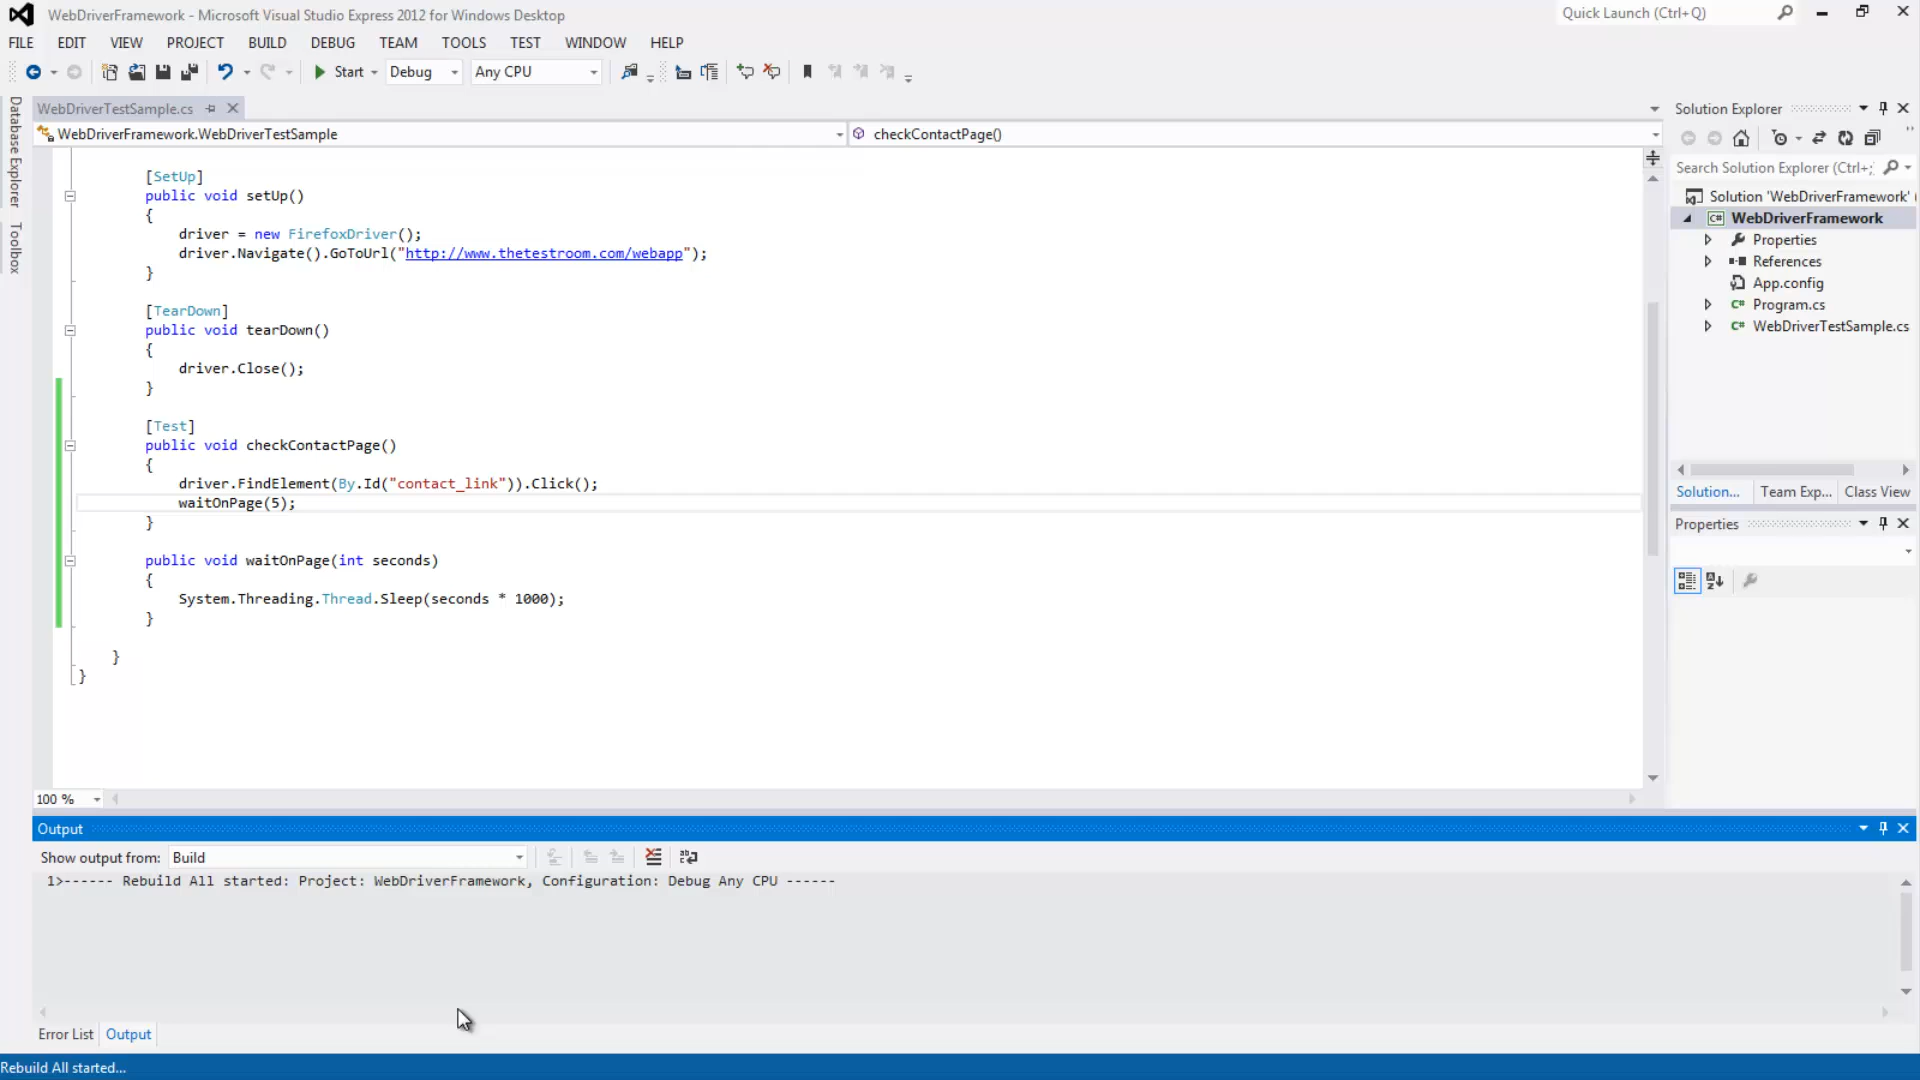 WebDriverFramework - Microsoft Visual Studio Express 2012 for Windows Desktop
Quick Launch (Ctrl+Q)
FILE EDIT VIEW PROJECT BUILD DEBUG TEAM TOOLS TEST WINDOW HELP
Start Debug Any CPU
Database Explorer
Toolbox
WebDriverTestSample.cs
WebDriverFramework.WebDriverTestSample
checkContactPage()
[SetUp]
public void setUp()
{
driver = new FirefoxDriver();
driver.Navigate().GoToUrl("http://www.thetestroom.com/webapp");
}
[TearDown]
public void tearDown()
{
driver.Close();
}
[Test]
public void checkContactPage()
{
driver.FindElement(By.Id("contact_link")).Click();
waitOnPage(5);
}
public void waitOnPage(int seconds)
{
System.Threading.Thread.Sleep(seconds * 1000);
}
}
}
100 %
Solution Explorer
Search Solution Explorer (Ctrl+;
Solution 'WebDriverFramework' (
C# WebDriverFramework
Properties
References
App.config
C# Program.cs
C# WebDriverTestSample.cs
Solution... Team Exp... Class View
Properties
Output
Show output from: Build
1>------ Rebuild All started: Project: WebDriverFramework, Configuration: Debug Any CPU ------
Error List Output
Rebuild All started...